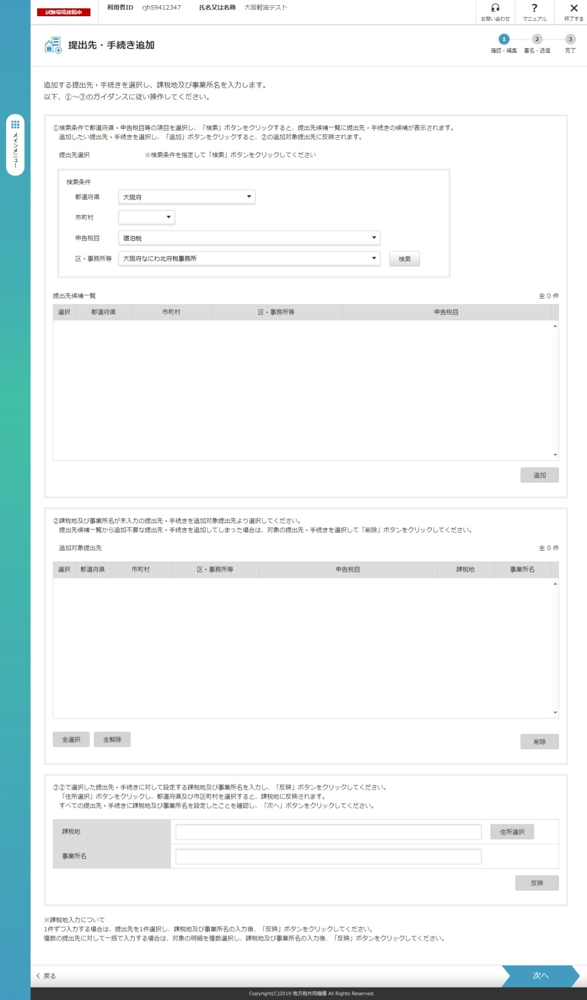 試験環境接続中
利用者ID rjh59412347 氏名又は名称 大阪軽油テスト
お問い合わせ
マニュアル
終了する
提出先・手続き追加
1 2 3
確認・編集 署名・送信 完了
メインメニュー
追加する提出先・手続きを選択し、課税地及び事業所名を入力します。
以下、①～③のガイダンスに従い操作してください。
①検索条件で都道府県・申告税目等の項目を選択し、「検索」ボタンをクリックすると、提出先候補一覧に提出先・手続きの候補が表示されます。
追加したい提出先・手続きを選択し、「追加」ボタンをクリックすると、②の追加対象提出先に反映されます。
提出先選択 ※検索条件を指定して「検索」ボタンをクリックしてください
検索条件
都道府県 大阪府
市町村
申告税目 宿泊税
区・事務所等 大阪府なにわ北府税事務所 検索
提出先候補一覧 全 0 件
選択 都道府県 市町村 区・事務所等 申告税目
追加
②課税地及び事業所名が未入力の提出先・手続きを追加対象提出先より選択してください。
提出先候補一覧から追加不要な提出先・手続きを追加してしまった場合は、対象の提出先・手続きを選択して「削除」ボタンをクリックしてください。
追加対象提出先 全 0 件
選択 都道府県 市町村 区・事務所等 申告税目 課税地 事業所名
全選択 全解除 削除
③②で選択した提出先・手続きに対して設定する課税地及び事業所名を入力し、「反映」ボタンをクリックしてください。
「住所選択」ボタンをクリックし、都道府県及び市区町村を選択すると、課税地に反映されます。
すべての提出先・手続きに課税地及び事業所名を設定したことを確認し、「次へ」ボタンをクリックしてください。
課税地 住所選択
事業所名
反映
※課税地入力について
1件ずつ入力する場合は、提出先を1件選択し、課税地及び事業所名の入力後、「反映」ボタンをクリックしてください。
複数の提出先に対して一括で入力する場合は、対象の明細を複数選択し、課税地及び事業所名の入力後、「反映」ボタンをクリックしてください。
戻る 次へ
Copyright(C)2019 地方税共同機構 All Rights Reserved.